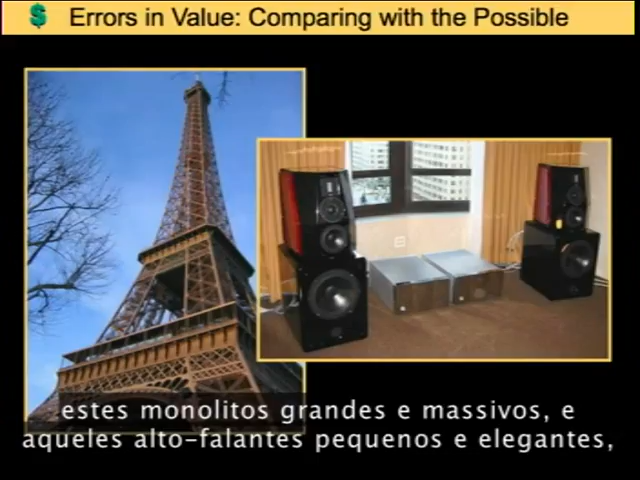 $ Errors in Value: Comparing with the Possible
estes monolitos grandes e massivos, e
aqueles alto-falantes pequenos e elegantes,